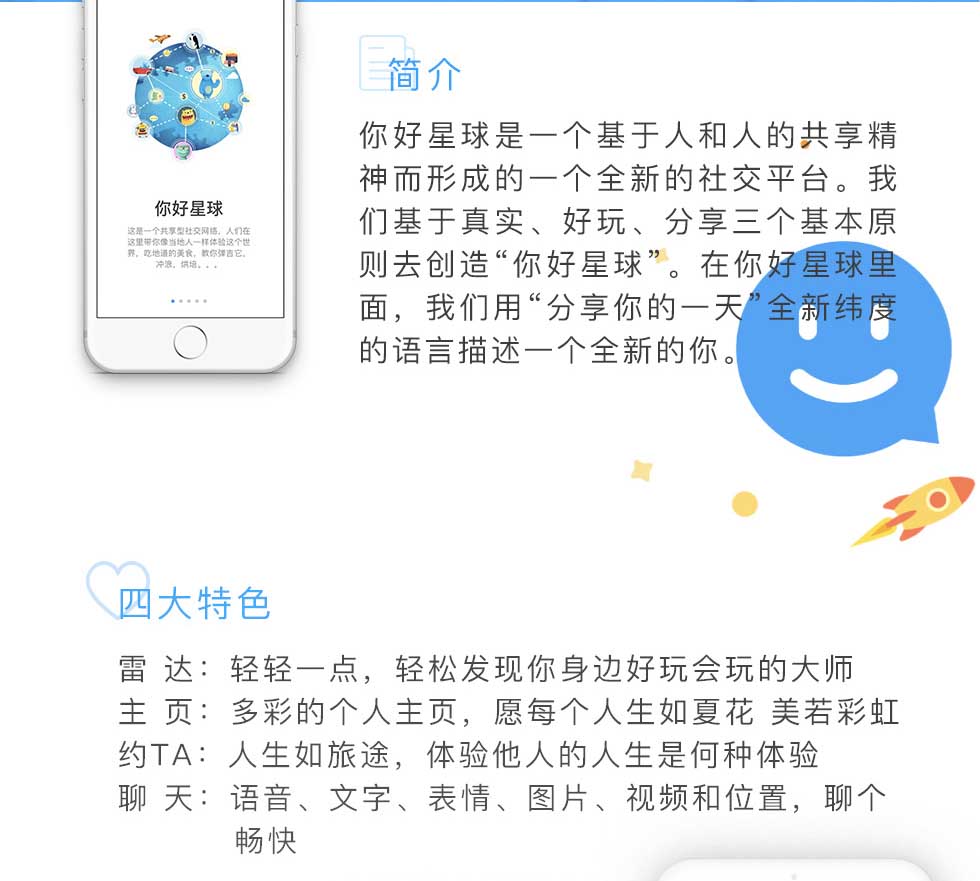 你好星球
这是一个共享型社交网络，人们在
这里带你像当地人一样体验这个世
界，吃地道的美食，教你弹吉它、
冲浪、烘培。。。
简介
你好星球是一个基于人和人的共享精
神而形成的一个全新的社交平台。我
们基于真实、好玩、分享三个基本原
则去创造“你好星球”。在你好星球里
面，我们用“分享你的一天”全新纬度
的语言描述一个全新的你。
四大特色
雷 达：轻轻一点，轻松发现你身边好玩会玩的大师
主 页：多彩的个人主页，愿每个人生如夏花 美若彩虹
约TA：人生如旅途，体验他人的人生是何种体验
聊 天：语音、文字、表情、图片、视频和位置，聊个
畅快